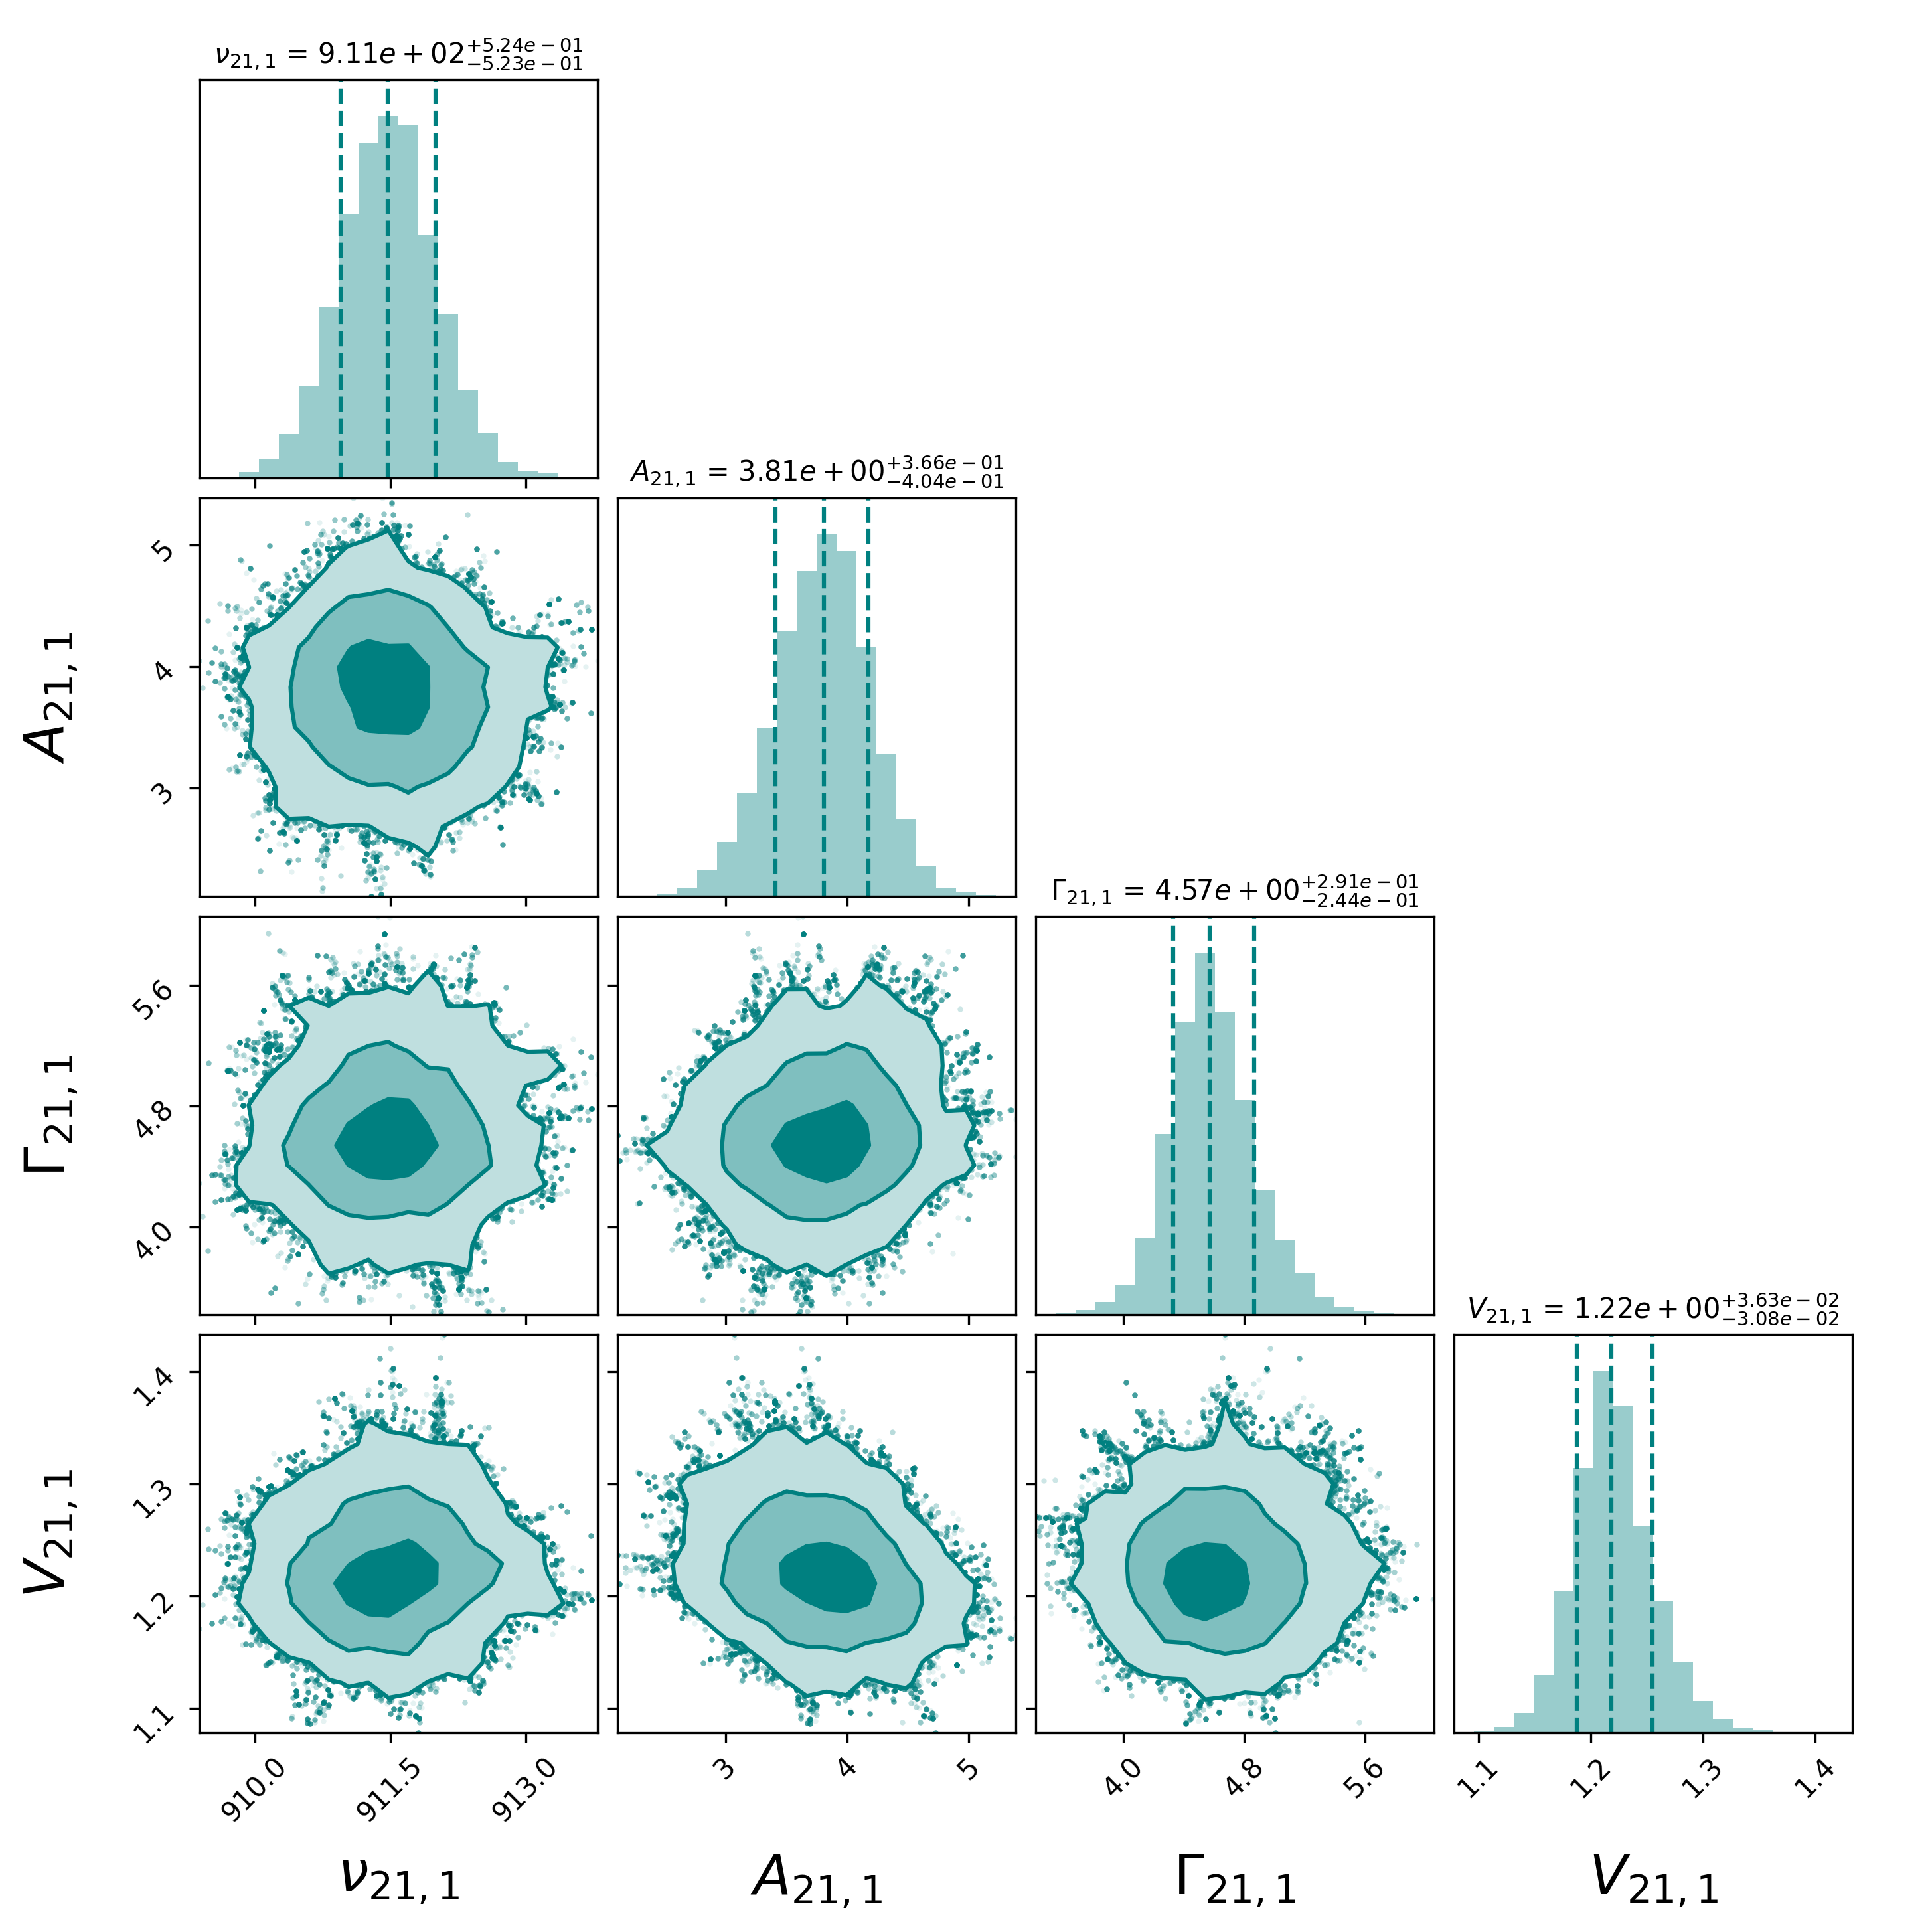 ν21, 1 = 9.11e + 02+5.24e − 01 −5.23e − 01
A21, 1 = 3.81e + 00+3.66e − 01 −4.04e − 01
5
4
3
A21, 1
Γ21, 1 = 4.57e + 00+2.91e − 01 −2.44e − 01
5.6
4.8
4.0
Γ21, 1
V21, 1 = 1.22e + 00+3.63e − 02 −3.08e − 02
1.4
1.3
1.2
1.1
V21, 1
910.0 911.5 913.0 3 4 5 4.0 4.8 5.6 1.1 1.2 1.3 1.4
ν21, 1 A21, 1 Γ21, 1 V21, 1